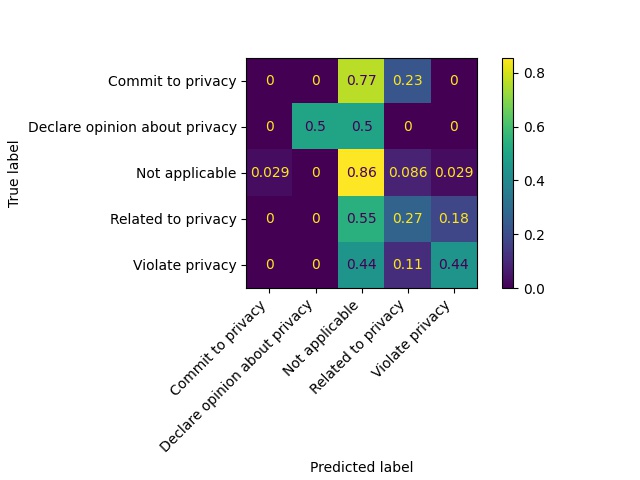 Commit to privacy 0 0 0.77 0.23 0
Declare opinion about privacy 0 0.5 0.5 0 0
Not applicable 0.029 0 0.86 0.086 0.029
Related to privacy 0 0 0.55 0.27 0.18
Violate privacy 0 0 0.44 0.11 0.44
True label
Commit to privacy
Declare opinion about privacy
Not applicable
Related to privacy
Violate privacy
Predicted label
0.8
0.6
0.4
0.2
0.0